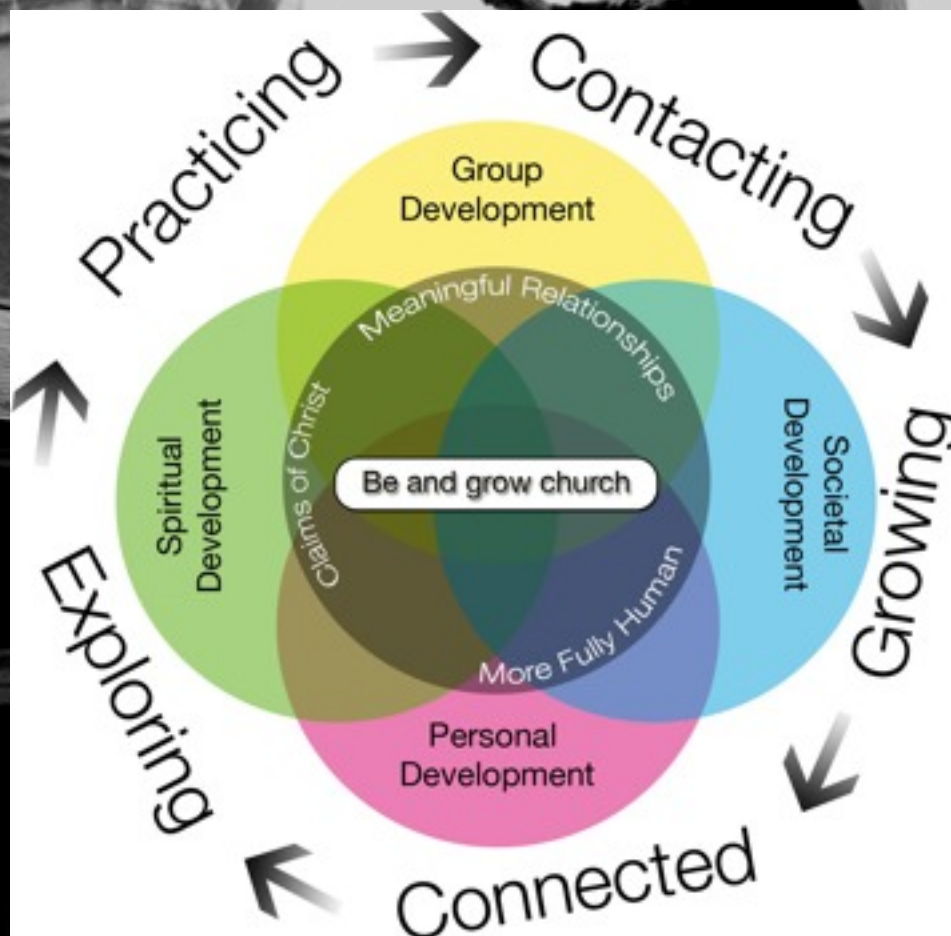 Practicing
Contacting
Growing
Connected
Exploring
Group
Development
Societal
Development
Personal
Development
Spiritual
Development
Meaningful Relationships
More Fully Human
Claims of Christ
Be and grow church